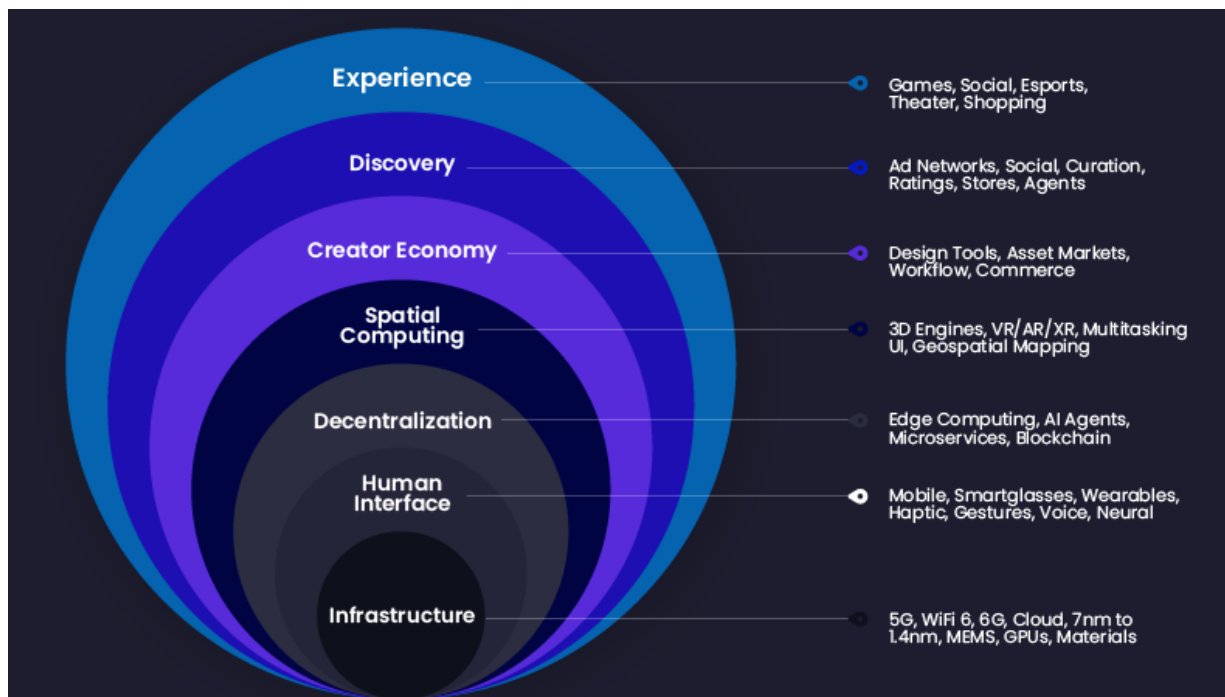 Experience
Games, Social, Esports,
Theater, Shopping
Discovery
Ad Networks, Social, Curation,
Ratings, Stores, Agents
Creator Economy
Design Tools, Asset Markets,
Workflow, Commerce
Spatial
Computing
3D Engines, VR/AR/XR, Multitasking
UI, Geospatial Mapping
Decentralization
Edge Computing, AI Agents,
Microservices, Blockchain
Human
Interface
Mobile, Smartglasses, Wearables,
Haptic, Gestures, Voice, Neural
Infrastructure
5G, WiFi 6, 6G, Cloud, 7nm to
1.4nm, MEMS, GPUs, Materials